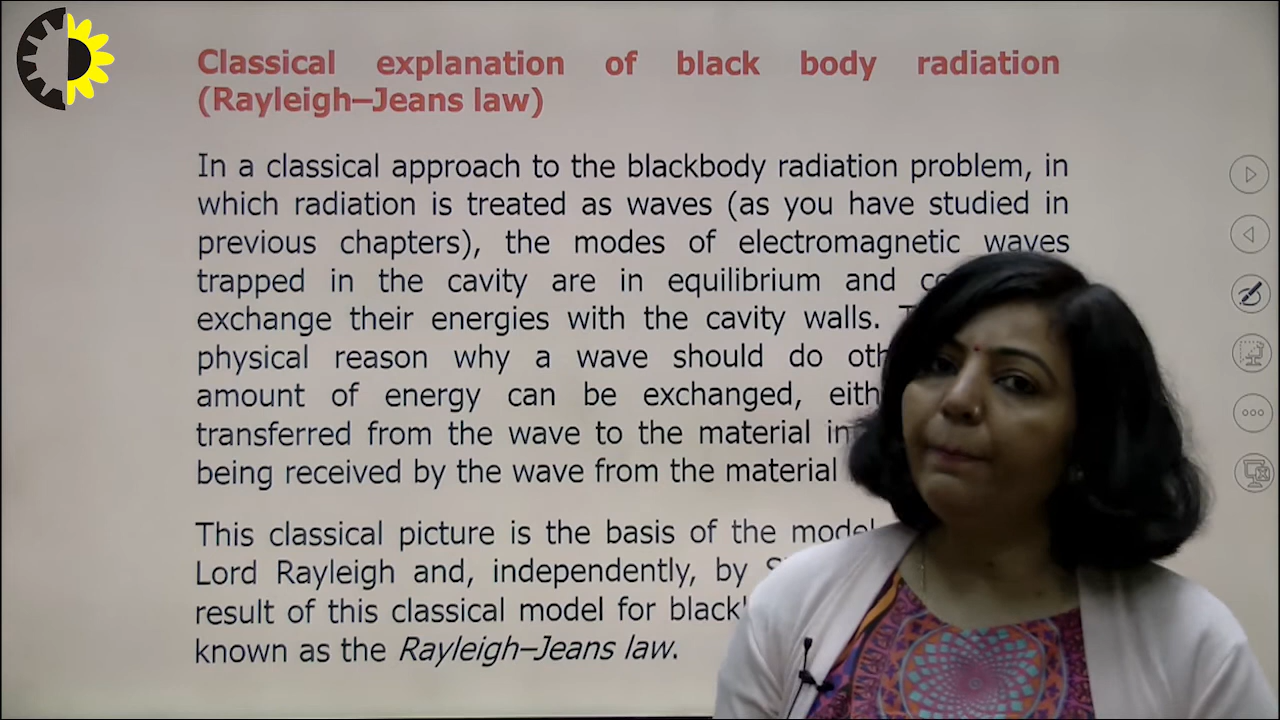 Classical explanation of black body radiation
(Rayleigh–Jeans law)
In a classical approach to the blackbody radiation problem, in
which radiation is treated as waves (as you have studied in
previous chapters), the modes of electromagnetic waves
trapped in the cavity are in equilibrium and
exchange their energies with the cavity walls.
physical reason why a wave should do
amount of energy can be exchanged,
transferred from the wave to the material
being received by the wave from the material
This classical picture is the basis of the model
Lord Rayleigh and, independently, by
result of this classical model for
known as the Rayleigh–Jeans law.